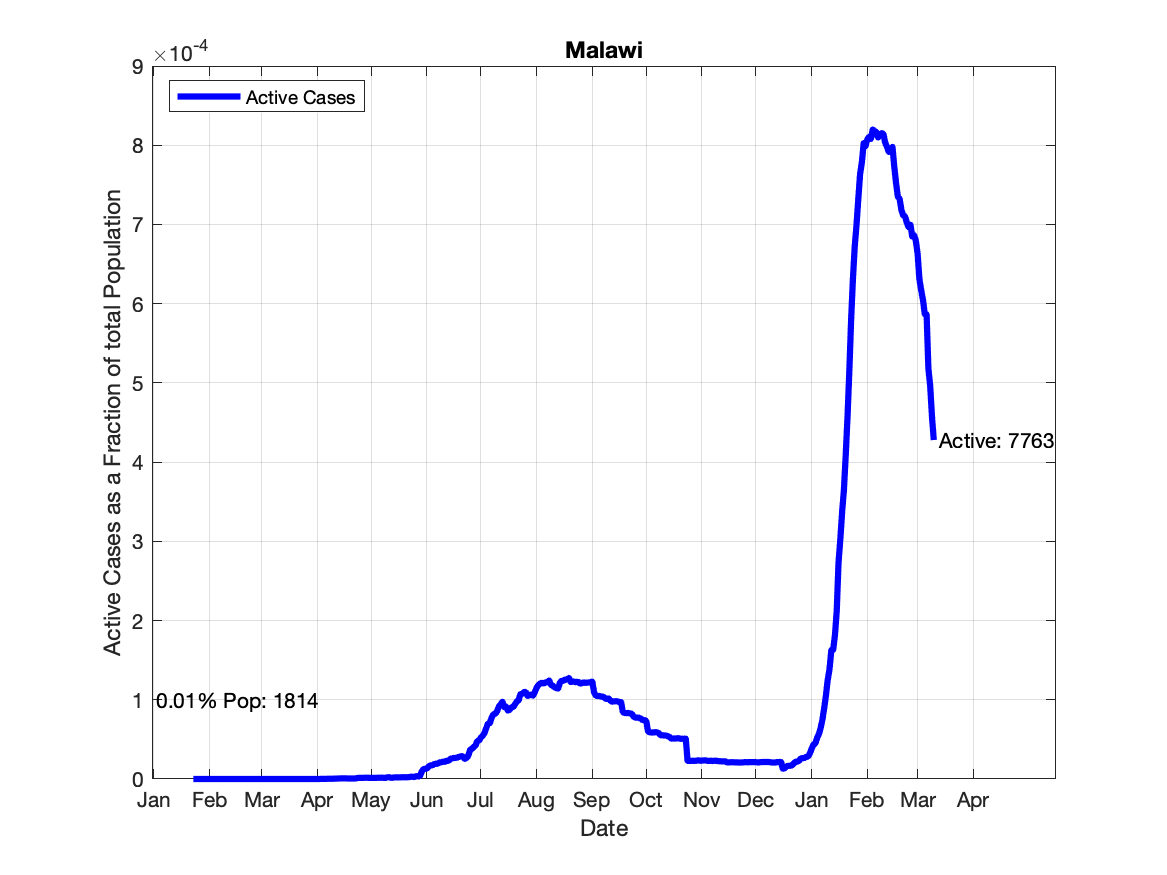 Malawi
×10-4
9
8
7
6
5
4
3
2
1
0
Active Cases
Active Cases as a Fraction of total Population
Active: 7763
0.01% Pop: 1814
Jan Feb Mar Apr May Jun Jul Aug Sep Oct Nov Dec Jan Feb Mar Apr
Date